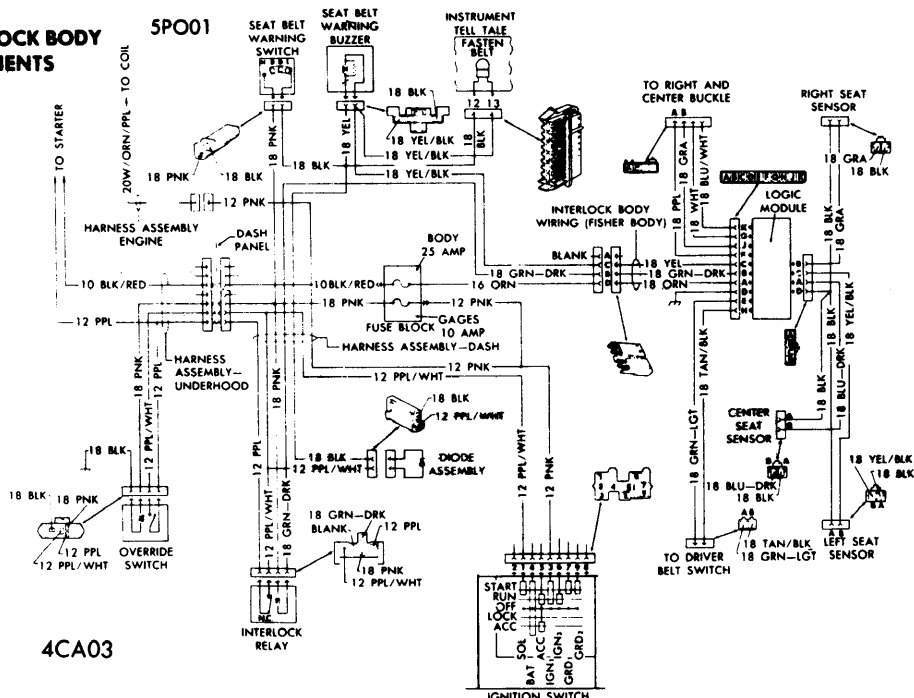 OCK BODY
IENTS
5PO01
SEAT BELT
WARNING
SWITCH
SEAT BELT
WARNING
BUZZER
INSTRUMENT
TELL TALE
FASTEN
BELT
12 13
TO STARTER
20W/ORN/PPL – TO COIL
18 PNK
18 BLK
18 PNK
18 BLK
18 YEL
18 BLK
18 YEL/BLK
18 YEL/BLK
18 YEL/BLK
18 BLK
TO RIGHT AND
CENTER BUCKLE
A B
RIGHT SEAT
SENSOR
18 GRA
18 BLK
18 PPL
18 GRA
18 WHT
18 BLU/WHT
LOGIC
MODULE
18 BLK
18 GRA
12 PNK
HARNESS ASSEMBLY
ENGINE
DASH
PANEL
BODY
25 AMP
INTERLOCK BODY
WIRING (FISHER BODY)
BLANK
18 YEL
18 GRN–DRK
18 GRN–DRK
16 ORN
18 ORN
10 BLK/RED
10BLK/RED
18 PNK
12 PNK
FUSE BLOCK
GAGES
10 AMP
12 PPL
HARNESS ASSEMBLY–DASH
HARNESS
ASSEMBLY–
UNDERHOOD
12 PNK
12 PPL/WHT
18 PNK
12 PPL/WHT
12 PPL
18 BLK
12 PPL/WHT
18 BLK
12 PPL/WHT
DIODE
ASSEMBLY
18 TAN/BLK
18 GRN–LGT
18 BLK
18 BLK
18 BLU–DRK
18 YEL/BLK
CENTER
SEAT
SENSOR
18 BLU–DRK
18 BLK
18 YEL/BLK
18 BLK
B A
18 BLK
18 BLK
18 PNK
12 PPL
12 PPL/WHT
OVERRIDE
SWITCH
12 PPL
12 PPL/WHT
18 PNK
18 GRN–DRK
18 GRN–DRK
BLANK
12 PPL
18 PNK
12 PPL/WHT
INTERLOCK
RELAY
12 PPL/WHT
12 PNK
START
RUN
OFF
LOCK
ACC
SOL
BAT
ACC
IGN1
IGN3
GRD1
GRD2
IGNITION SWITCH
A B
18 TAN/BLK
18 GRN–LGT
TO DRIVER
BELT SWITCH
A B
LEFT SEAT
SENSOR
4CA03